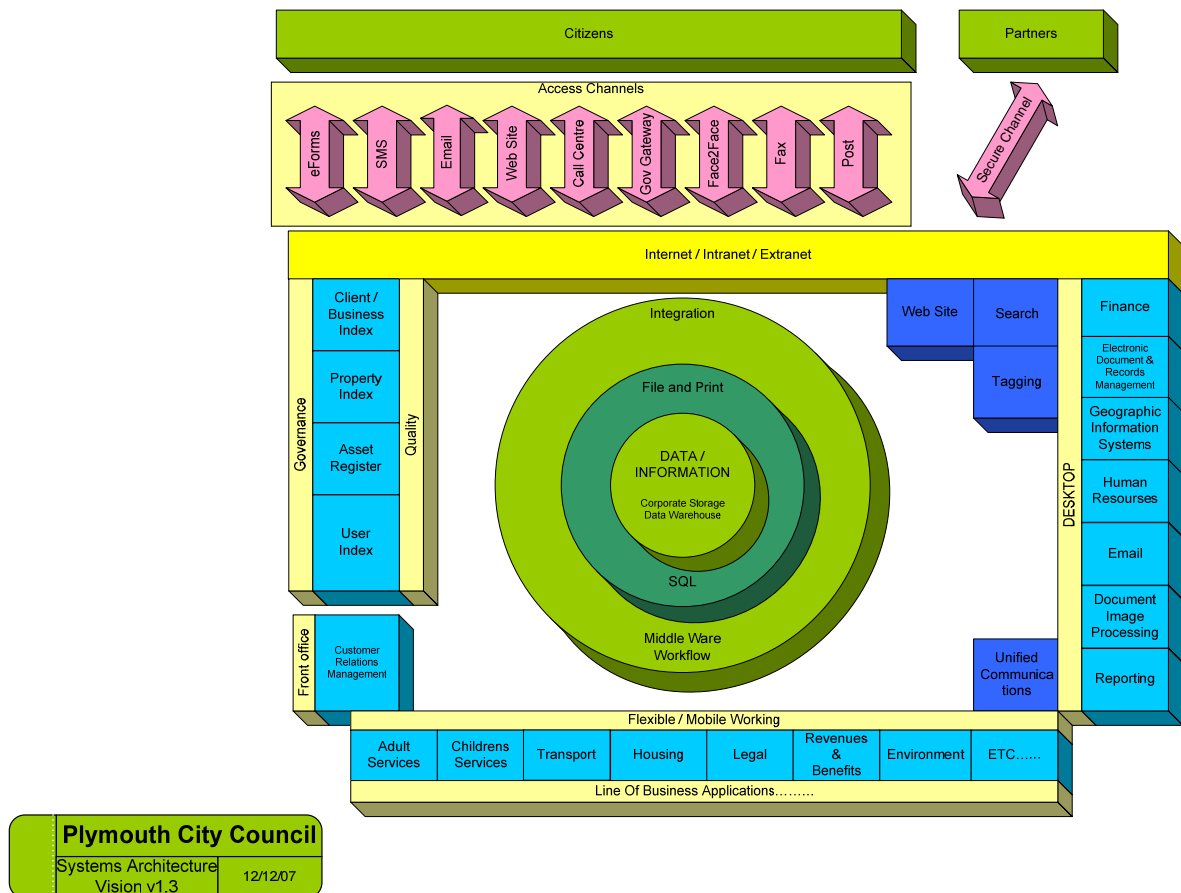 Citizens
Partners
Access Channels
eForms
SMS
Email
Web Site
Call Centre
Gov Gateway
Face2Face
Fax
Post
Secure Channel
Internet / Intranet / Extranet
Governance
Client /
Business
Index
Property
Index
Asset
Register
User
Index
Quality
Integration
File and Print
DATA /
INFORMATION
Corporate Storage
Data Warehouse
SQL
Middle Ware
Workflow
Web Site
Search
Tagging
Unified
Communica
tions
DESKTOP
Finance
Electronic
Document &
Records
Management
Geographic
Information
Systems
Human
Resourses
Email
Document
Image
Processing
Reporting
Front office
Customer
Relations
Management
Flexible / Mobile Working
Adult
Services
Childrens
Services
Transport
Housing
Legal
Revenues
&
Benefits
Environment
ETC......
Line Of Business Applications.........
Plymouth City Council
Systems Architecture
Vision v1.3
12/12/07